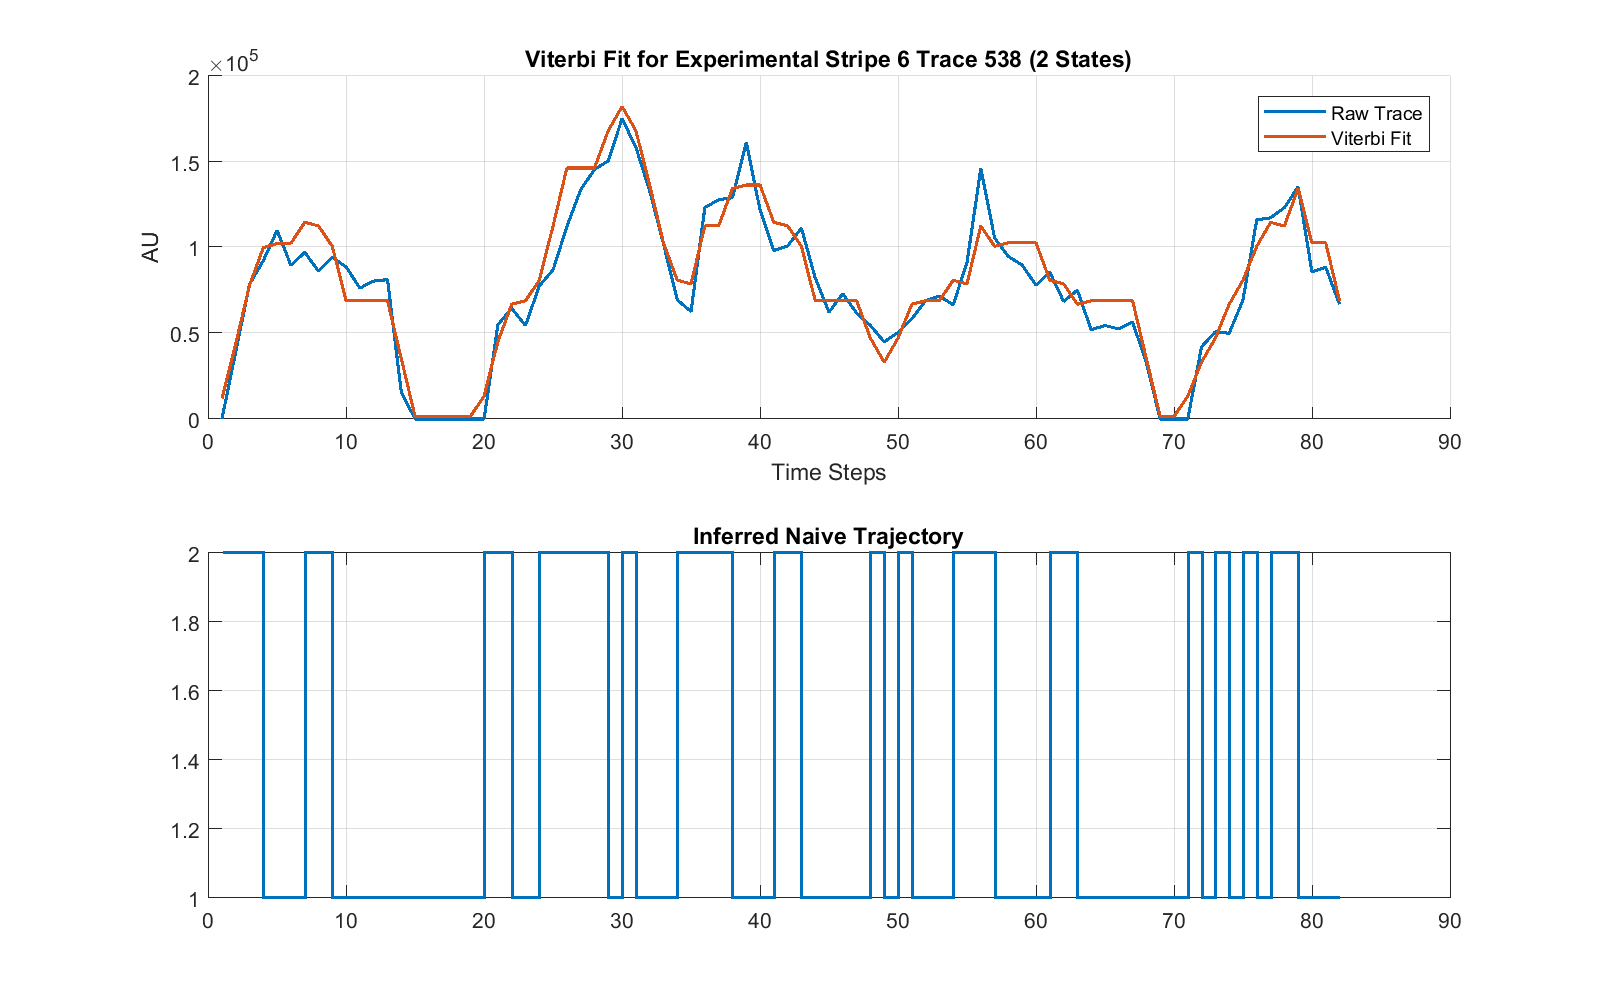 Viterbi Fit for Experimental Stripe 6 Trace 538 (2 States)
×10^5
2
1.5
1
0.5
0
AU
Raw Trace
Viterbi Fit
0 10 20 30 40 50 60 70 80 90
Time Steps
Inferred Naive Trajectory
2
1.8
1.6
1.4
1.2
1
0 10 20 30 40 50 60 70 80 90